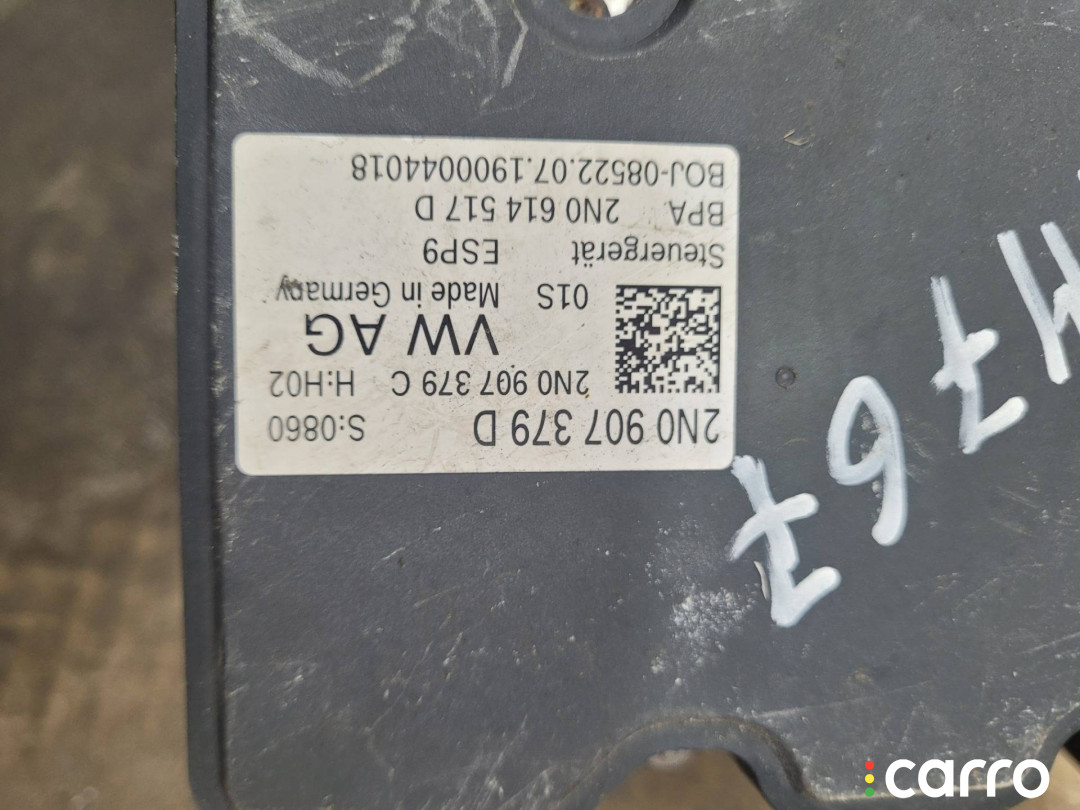 2N0 907 379 D S:0860
2N0 907 379 C H:H02
VW AG
01S Made in Germany
Steuergerät ESP9
BPA 2N0 614 517 D
BOJ-08522.07.1900044018
carro